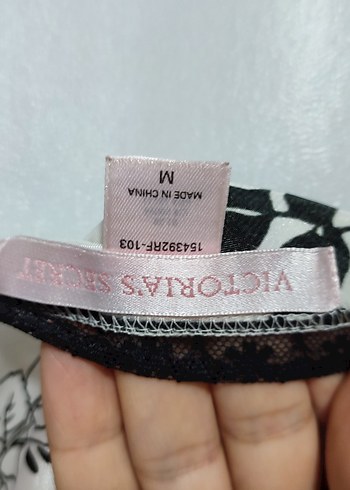 VICTORIA'S SECRET
154392RF-103
MADE IN CHINA
M